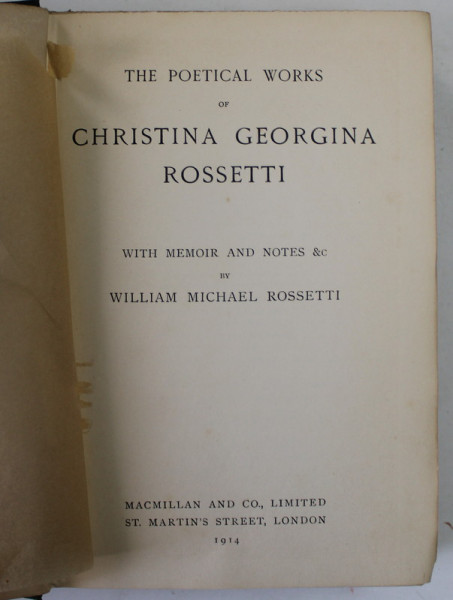 THE POETICAL WORKS
OF
CHRISTINA GEORGINA
ROSSETTI
WITH MEMOIR AND NOTES &c
BY
WILLIAM MICHAEL ROSSETTI
MACMILLAN AND CO., LIMITED
ST. MARTIN'S STREET, LONDON
1914